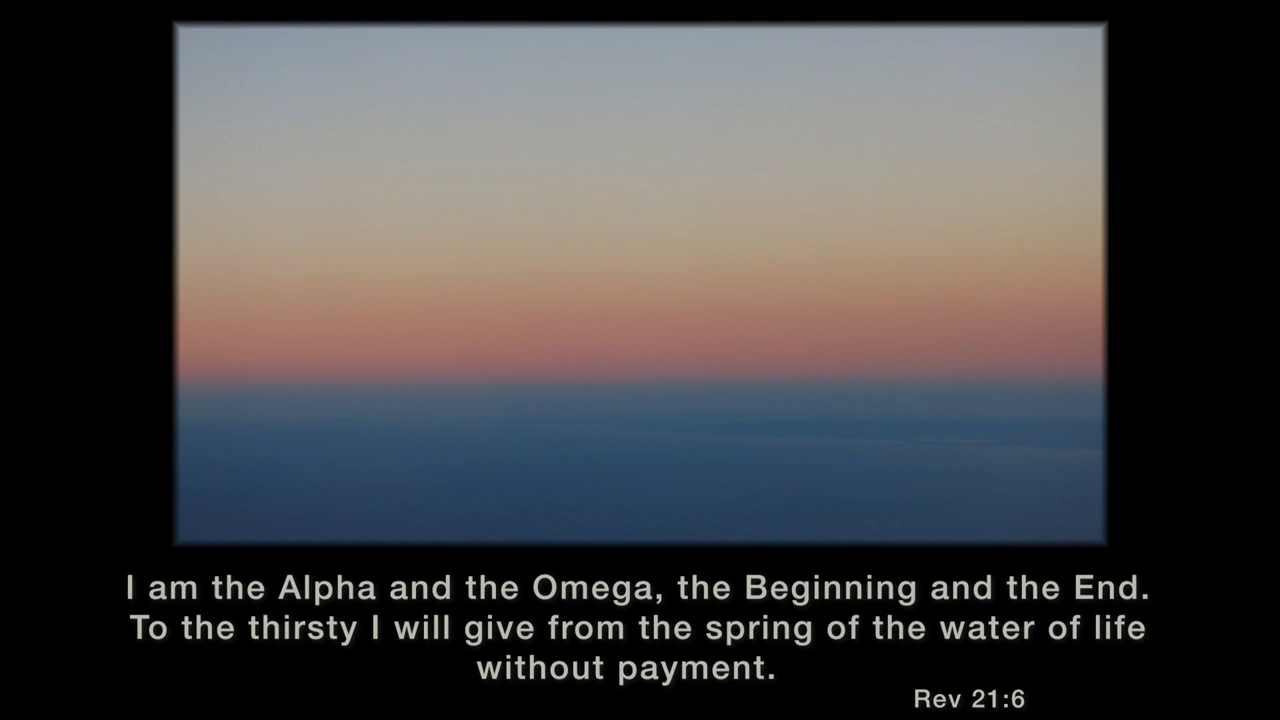 I am the Alpha and the Omega, the Beginning and the End.
To the thirsty I will give from the spring of the water of life
without payment.
Rev 21:6